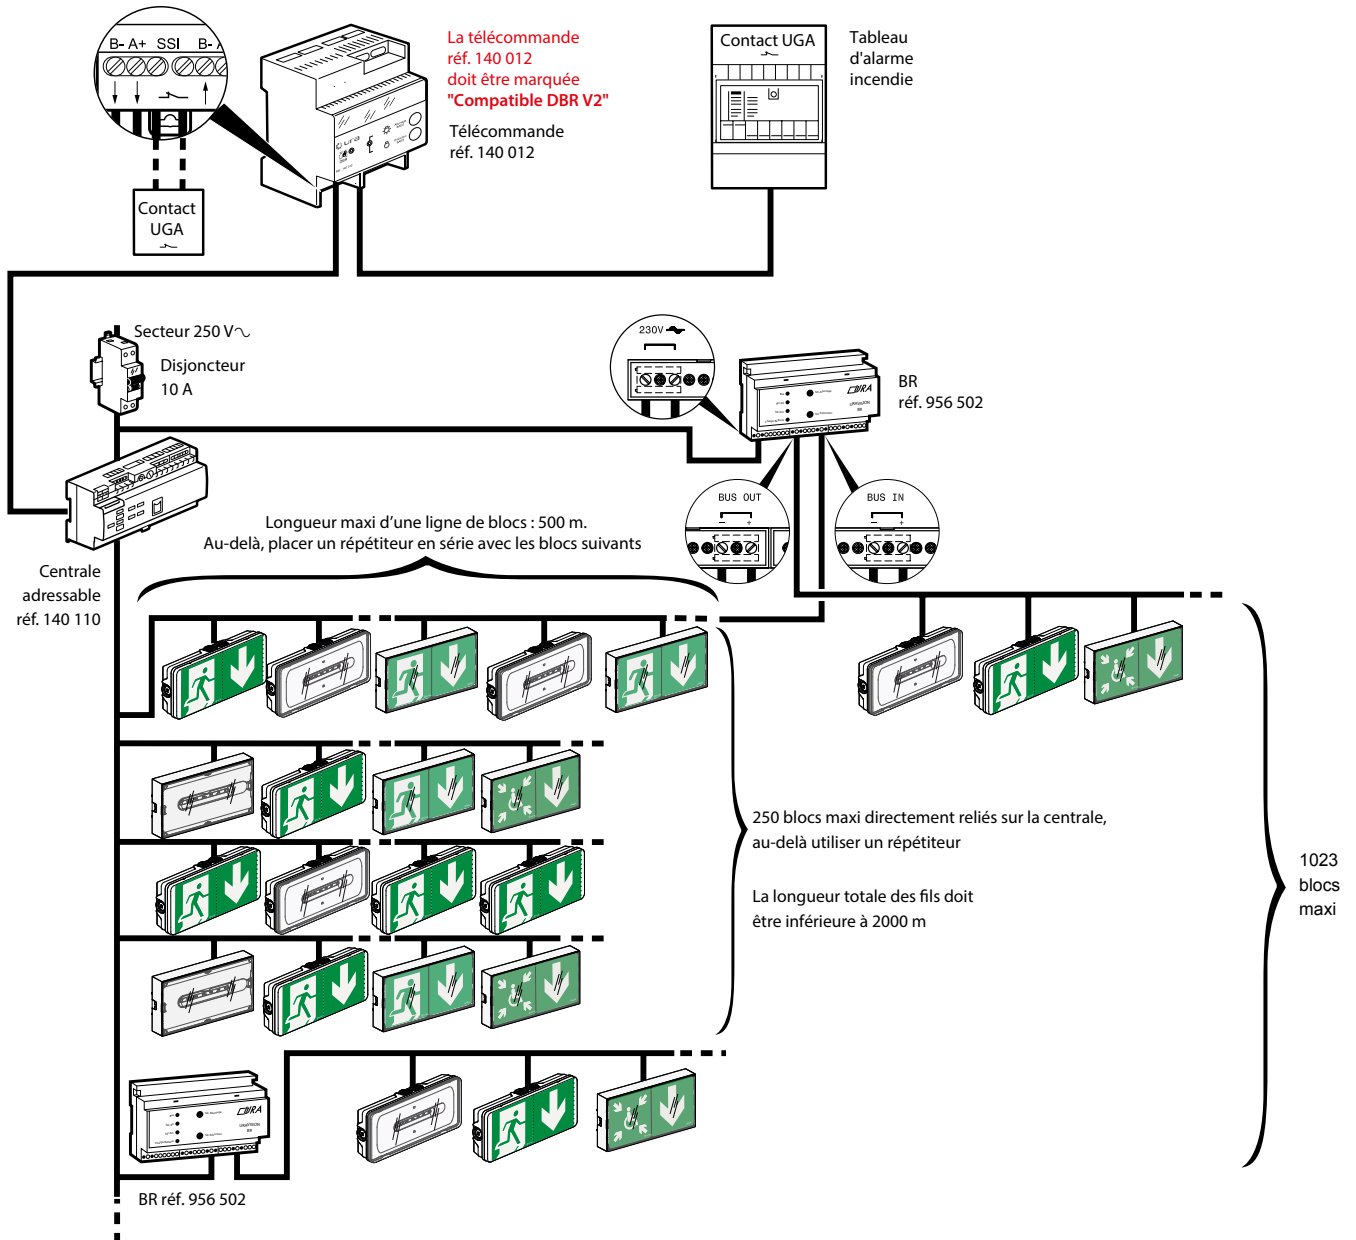 B- A+ SSI B-
La télécommande
réf. 140 012
doit être marquée
"Compatible DBR V2"
Télécommande
réf. 140 012
ura
Contact UGA
Tableau
d'alarme
incendie
Contact
UGA
Secteur 250 V
Disjoncteur
10 A
230V
URA
BR
réf. 956 502
BUS OUT
- +
BUS IN
- +
Longueur maxi d'une ligne de blocs : 500 m.
Au-delà, placer un répétiteur en série avec les blocs suivants
Centrale
adressable
réf. 140 110
250 blocs maxi directement reliés sur la centrale,
au-delà utiliser un répétiteur
La longueur totale des fils doit
être inférieure à 2000 m
1023
blocs
maxi
URA
BR réf. 956 502